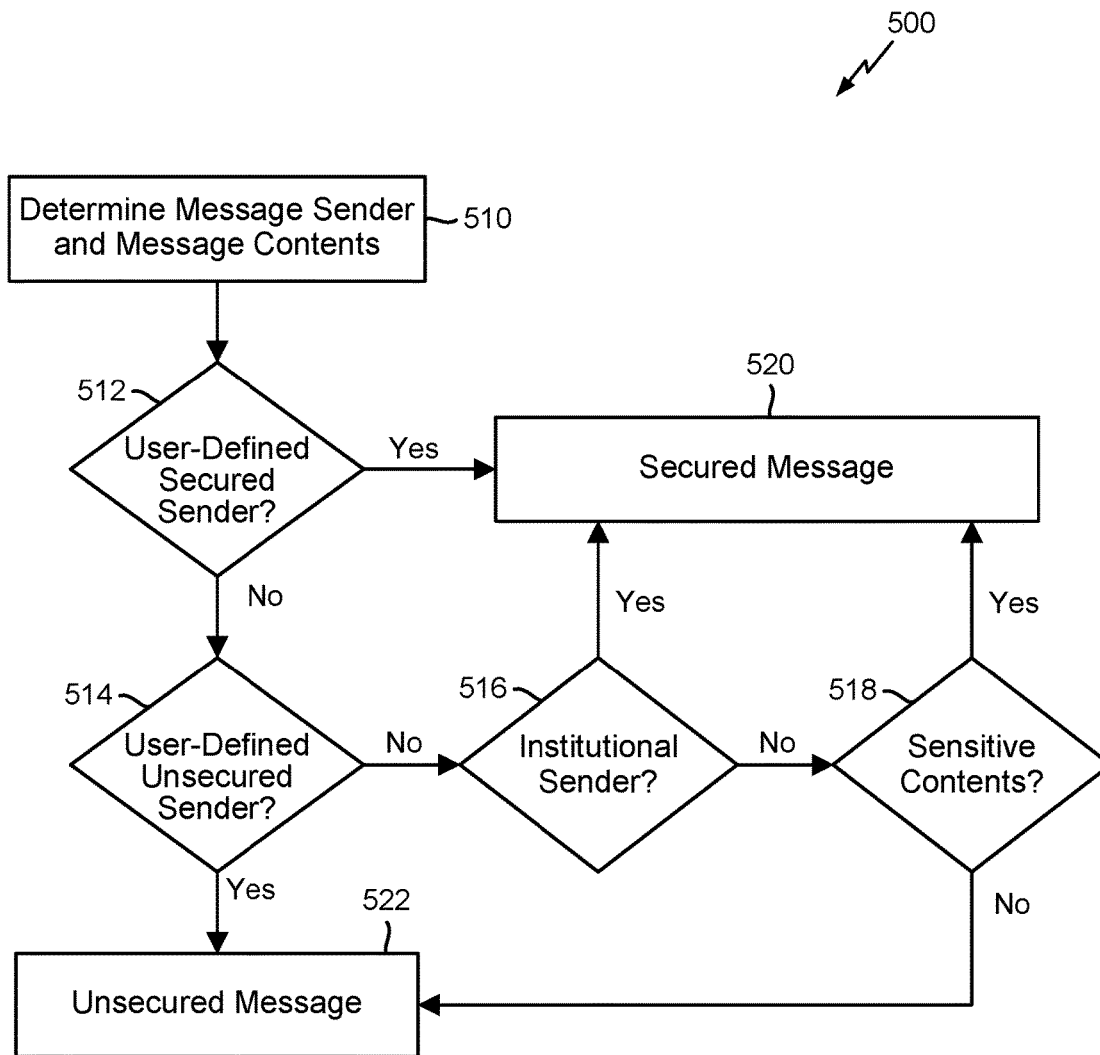 500
Determine Message Sender
and Message Contents
510
512
User-Defined
Secured
Sender?
Yes
520
Secured Message
No
Yes
Yes
514
User-Defined
Unsecured
Sender?
No
516
Institutional
Sender?
No
518
Sensitive
Contents?
Yes
No
522
Unsecured Message